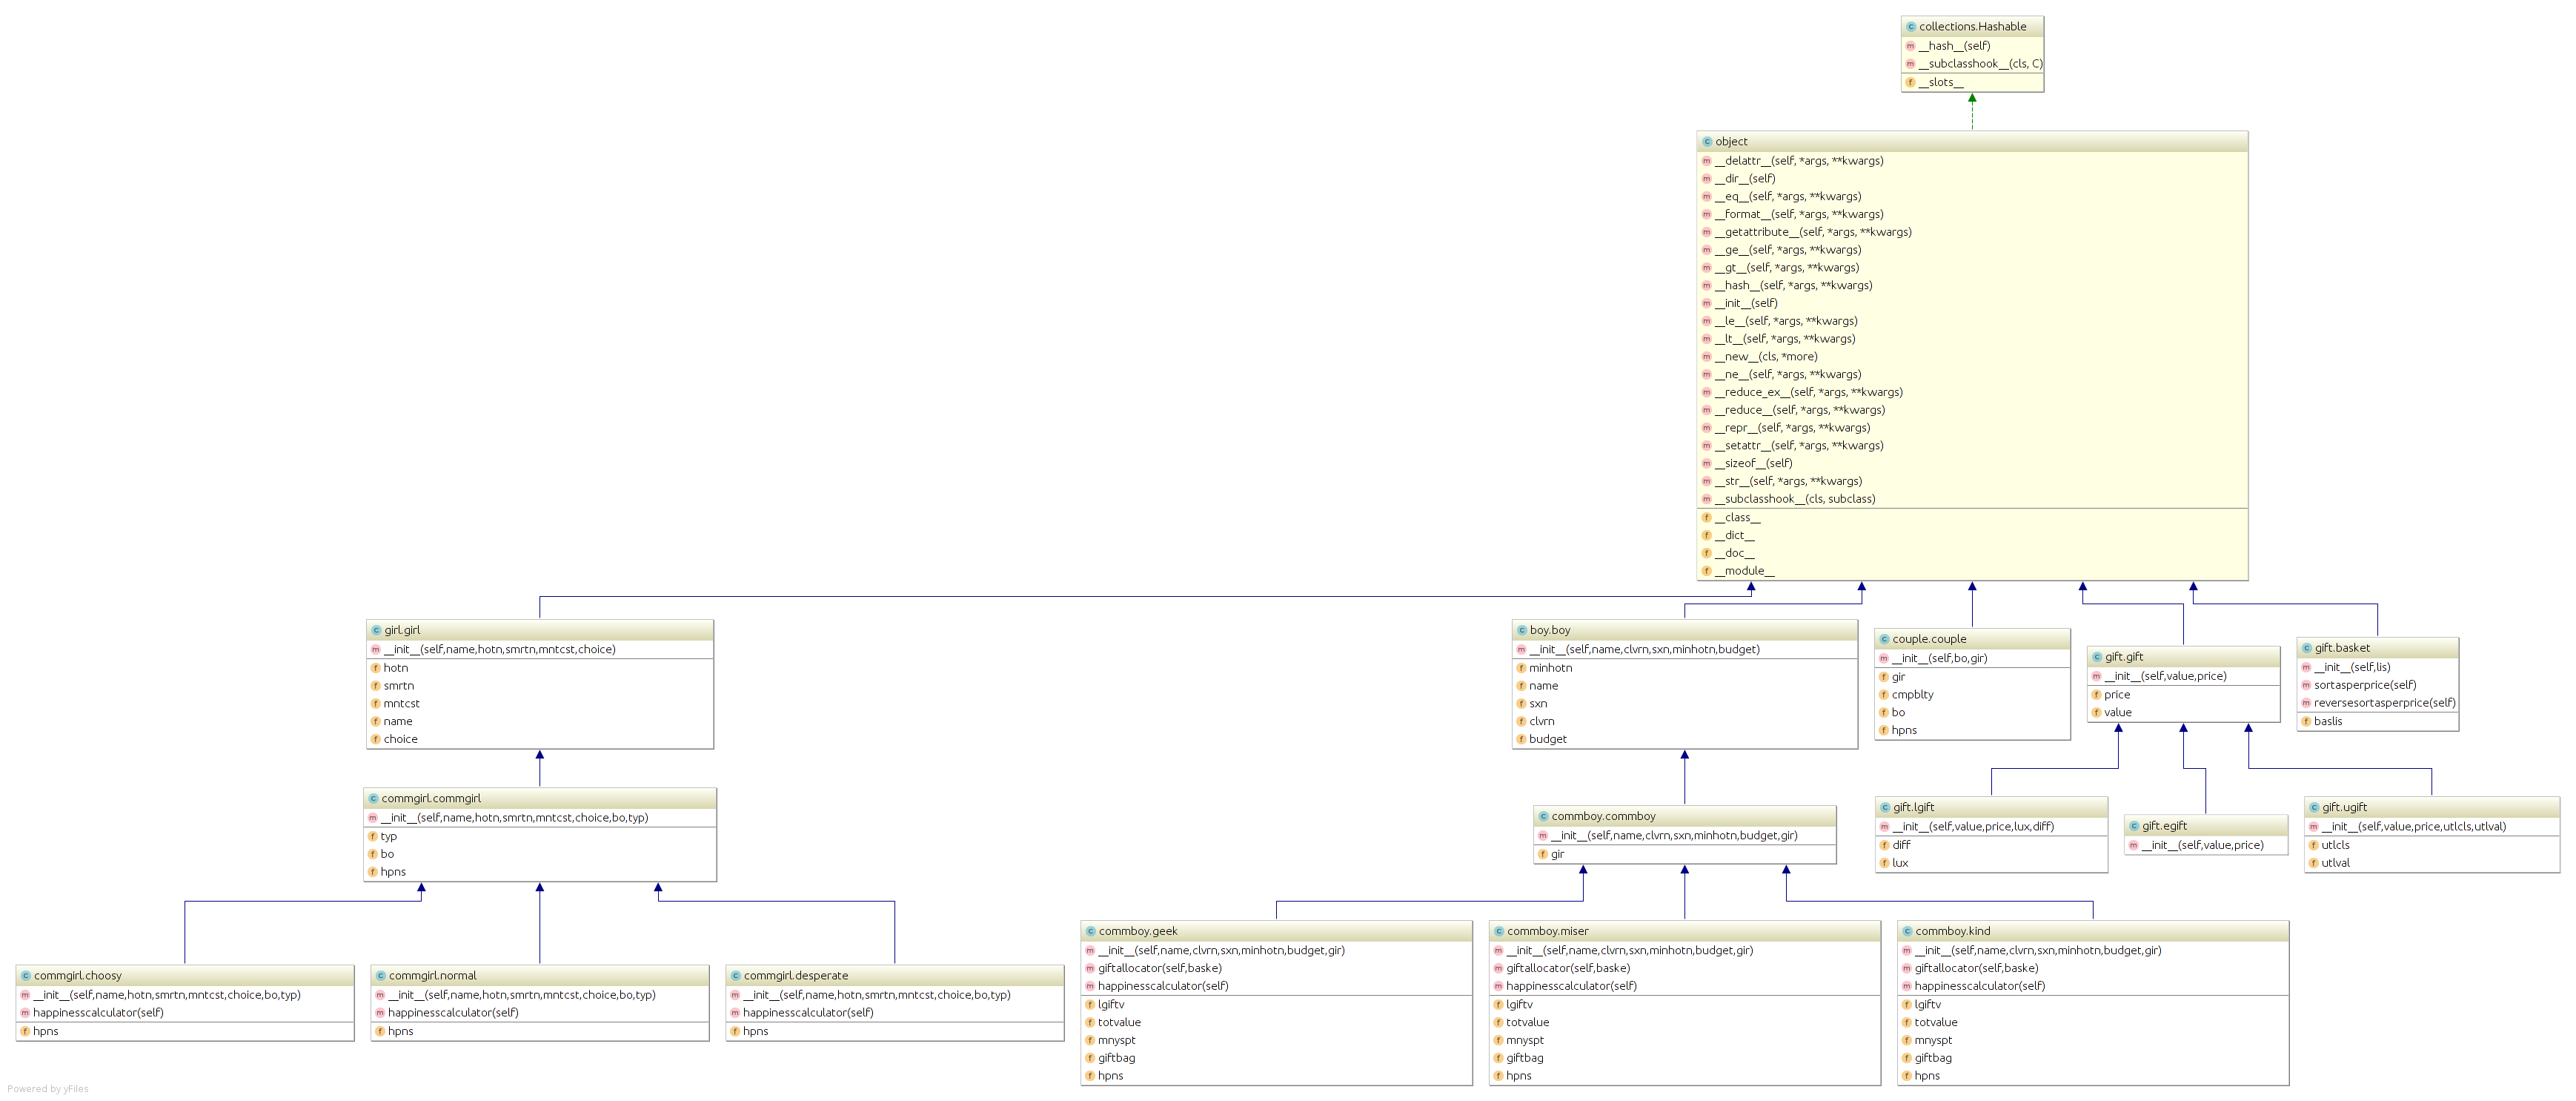 collections.Hashable
__hash__(self)
__subclasshook__(cls, C)
__slots__
object
__delattr__(self, *args, **kwargs)
__dir__(self)
__eq__(self, *args, **kwargs)
__format__(self, *args, **kwargs)
__getattribute__(self, *args, **kwargs)
__ge__(self, *args, **kwargs)
__gt__(self, *args, **kwargs)
__hash__(self, *args, **kwargs)
__init__(self)
__le__(self, *args, **kwargs)
__lt__(self, *args, **kwargs)
__new__(cls, *more)
__ne__(self, *args, **kwargs)
__reduce_ex__(self, *args, **kwargs)
__reduce__(self, *args, **kwargs)
__repr__(self, *args, **kwargs)
__setattr__(self, *args, **kwargs)
__sizeof__(self)
__str__(self, *args, **kwargs)
__subclasshook__(cls, subclass)
__class__
__dict__
__doc__
__module__
girl.girl
__init__(self,name,hotn,smrtn,mntcst,choice)
hotn
smrtn
mntcst
name
choice
boy.boy
__init__(self,name,clvrn,sxn,minhotn,budget)
minhotn
name
sxn
clvrn
budget
couple.couple
__init__(self,bo,gir)
gir
cmpblty
bo
hpns
gift.gift
__init__(self,value,price)
price
value
gift.basket
__init__(self,lis)
sortasperprice(self)
reversesortasperprice(self)
baslis
commgirl.commgirl
__init__(self,name,hotn,smrtn,mntcst,choice,bo,typ)
typ
bo
hpns
commboy.commboy
__init__(self,name,clvrn,sxn,minhotn,budget,gir)
gir
gift.lgift
__init__(self,value,price,lux,diff)
diff
lux
gift.egift
__init__(self,value,price)
gift.ugift
__init__(self,value,price,utlcls,utlval)
utlcls
utlval
commgirl.choosy
__init__(self,name,hotn,smrtn,mntcst,choice,bo,typ)
happinesscalculator(self)
hpns
commgirl.normal
__init__(self,name,hotn,smrtn,mntcst,choice,bo,typ)
happinesscalculator(self)
hpns
commgirl.desperate
__init__(self,name,hotn,smrtn,mntcst,choice,bo,typ)
happinesscalculator(self)
hpns
commboy.geek
__init__(self,name,clvrn,sxn,minhotn,budget,gir)
giftallocator(self,baske)
happinesscalculator(self)
lgiftv
totvalue
mnyspt
giftbag
hpns
commboy.miser
__init__(self,name,clvrn,sxn,minhotn,budget,gir)
giftallocator(self,baske)
happinesscalculator(self)
lgiftv
totvalue
mnyspt
giftbag
hpns
commboy.kind
__init__(self,name,clvrn,sxn,minhotn,budget,gir)
giftallocator(self,baske)
happinesscalculator(self)
lgiftv
totvalue
mnyspt
giftbag
hpns
Powered by yFiles